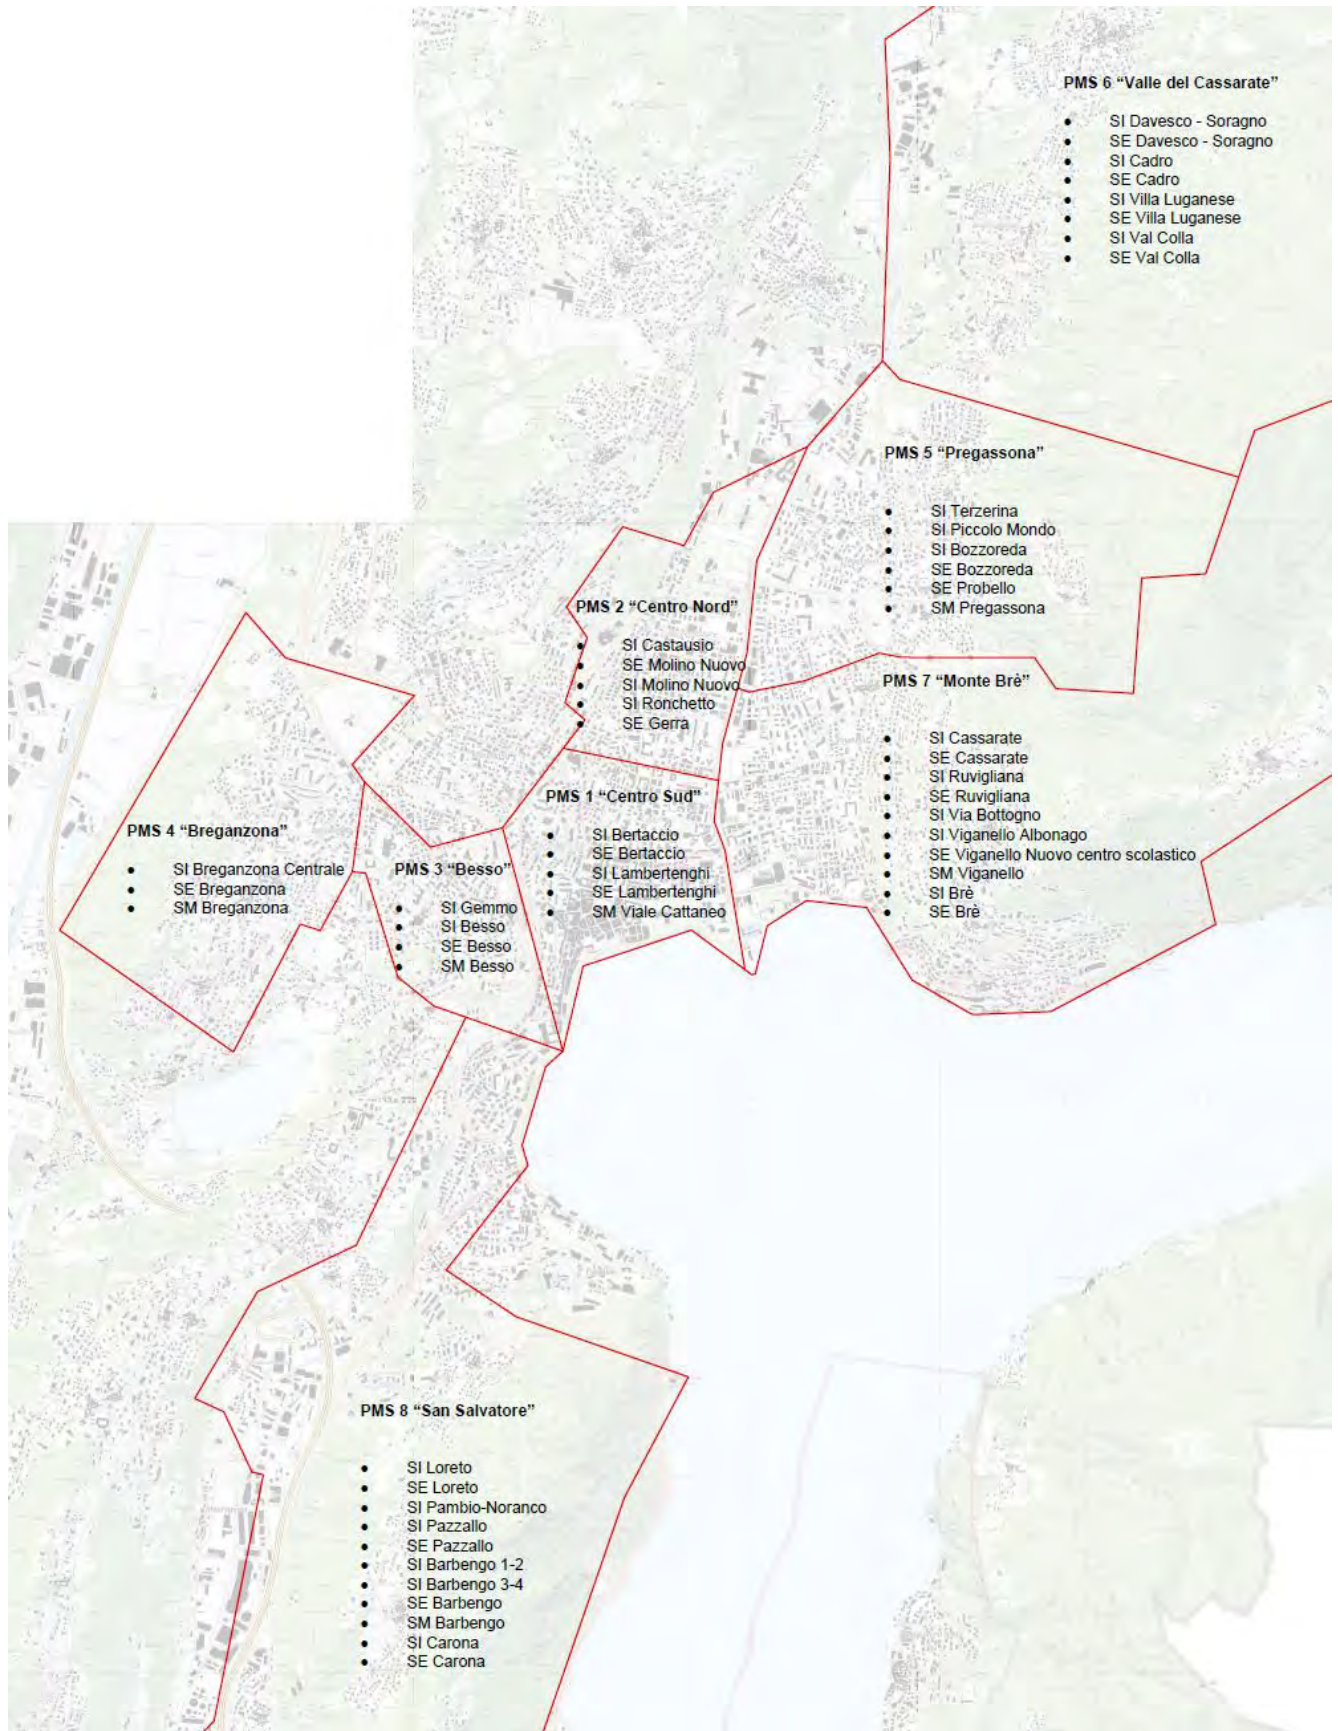 PMS 6 “Valle del Cassarate”
● SI Davesco - Soragno
● SE Davesco - Soragno
● SI Cadro
● SE Cadro
● SI Villa Luganese
● SE Villa Luganese
● SI Val Colla
● SE Val Colla
PMS 5 “Pregassona”
● SI Terzerina
● SI Piccolo Mondo
● SI Bozzoreda
● SE Bozzoreda
● SE Probello
● SM Pregassona
PMS 2 “Centro Nord”
● SI Castausio
● SE Molino Nuovo
● SI Molino Nuovo
● SI Ronchetto
● SE Gerra
PMS 7 “Monte Brè”
● SI Cassarate
● SE Cassarate
● SI Ruvigliana
● SE Ruvigliana
● SI Via Bottogno
● SI Viganello Albonago
● SE Viganello Nuovo centro scolastico
● SM Viganello
● SI Brè
● SE Brè
PMS 1 “Centro Sud”
● SI Bertaccio
● SE Bertaccio
● SI Lambertenghi
● SE Lambertenghi
● SM Viale Cattaneo
PMS 4 “Breganzona”
● SI Breganzona Centrale
● SE Breganzona
● SM Breganzona
PMS 3 “Besso”
● SI Gemmo
● SI Besso
● SE Besso
● SM Besso
PMS 8 “San Salvatore”
● SI Loreto
● SE Loreto
● SI Pambio-Noranco
● SI Pazzallo
● SE Pazzallo
● SI Barbengo 1-2
● SI Barbengo 3-4
● SE Barbengo
● SM Barbengo
● SI Carona
● SE Carona